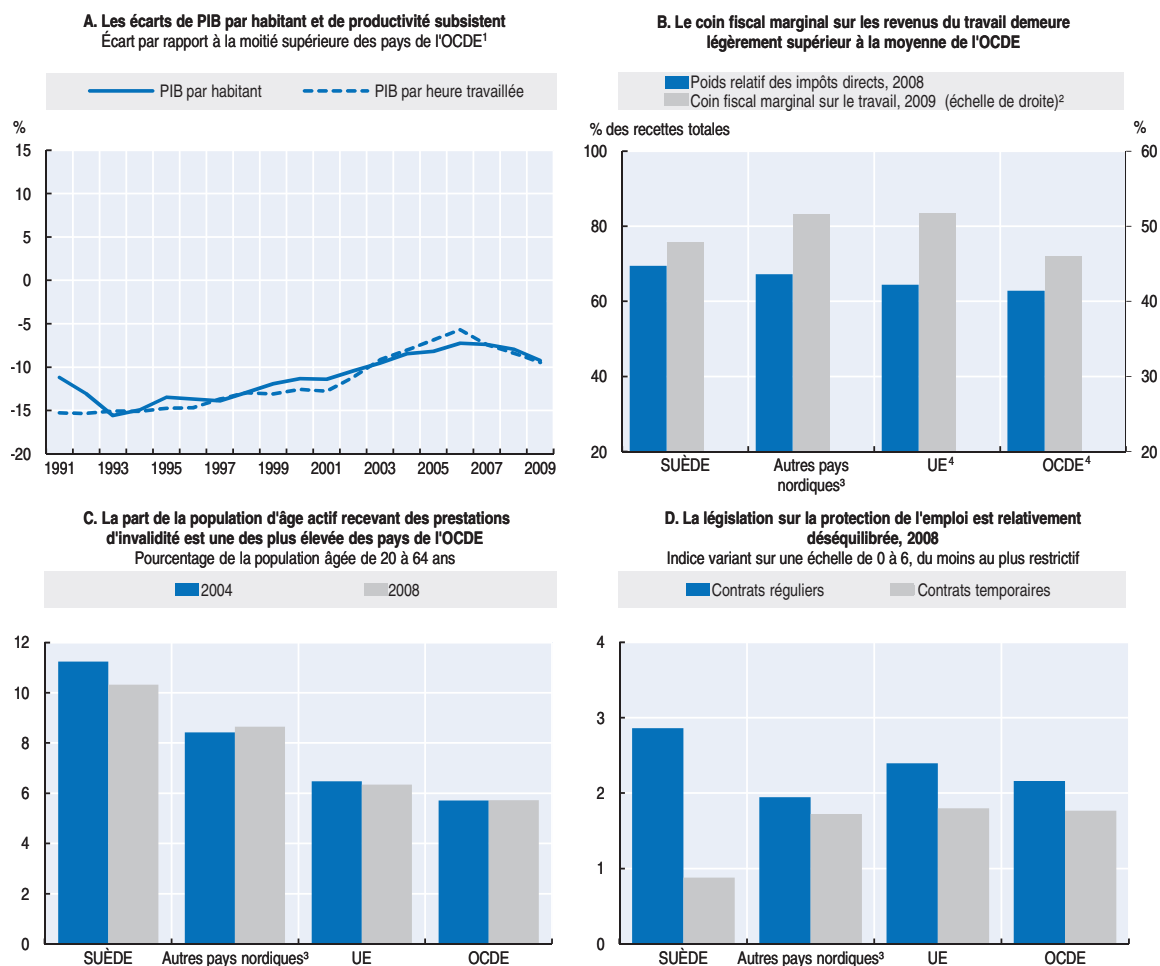 A. Les écarts de PIB par habitant et de productivité subsistent
Écart par rapport à la moitié supérieure des pays de l'OCDE¹
PIB par habitant
PIB par heure travaillée
%
15
10
5
0
-5
-10
-15
-20
1991 1993 1995 1997 1999 2001 2003 2005 2007 2009
B. Le coin fiscal marginal sur les revenus du travail demeure
légèrement supérieur à la moyenne de l'OCDE
Poids relatif des impôts directs, 2008
Coin fiscal marginal sur le travail, 2009 (échelle de droite)²
% des recettes totales
%
100
80
60
40
20
60
50
40
30
20
SUÈDE
Autres pays
nordiques³
UE⁴
OCDE⁴
C. La part de la population d'âge actif recevant des prestations
d'invalidité est une des plus élevée des pays de l'OCDE
Pourcentage de la population âgée de 20 à 64 ans
2004
2008
12
10
8
6
4
2
0
SUÈDE
Autres pays nordiques³
UE
OCDE
D. La législation sur la protection de l'emploi est relativement
déséquilibrée, 2008
Indice variant sur une échelle de 0 à 6, du moins au plus restrictif
Contrats réguliers
Contrats temporaires
4
3
2
1
0
SUÈDE
Autres pays nordiques³
UE
OCDE